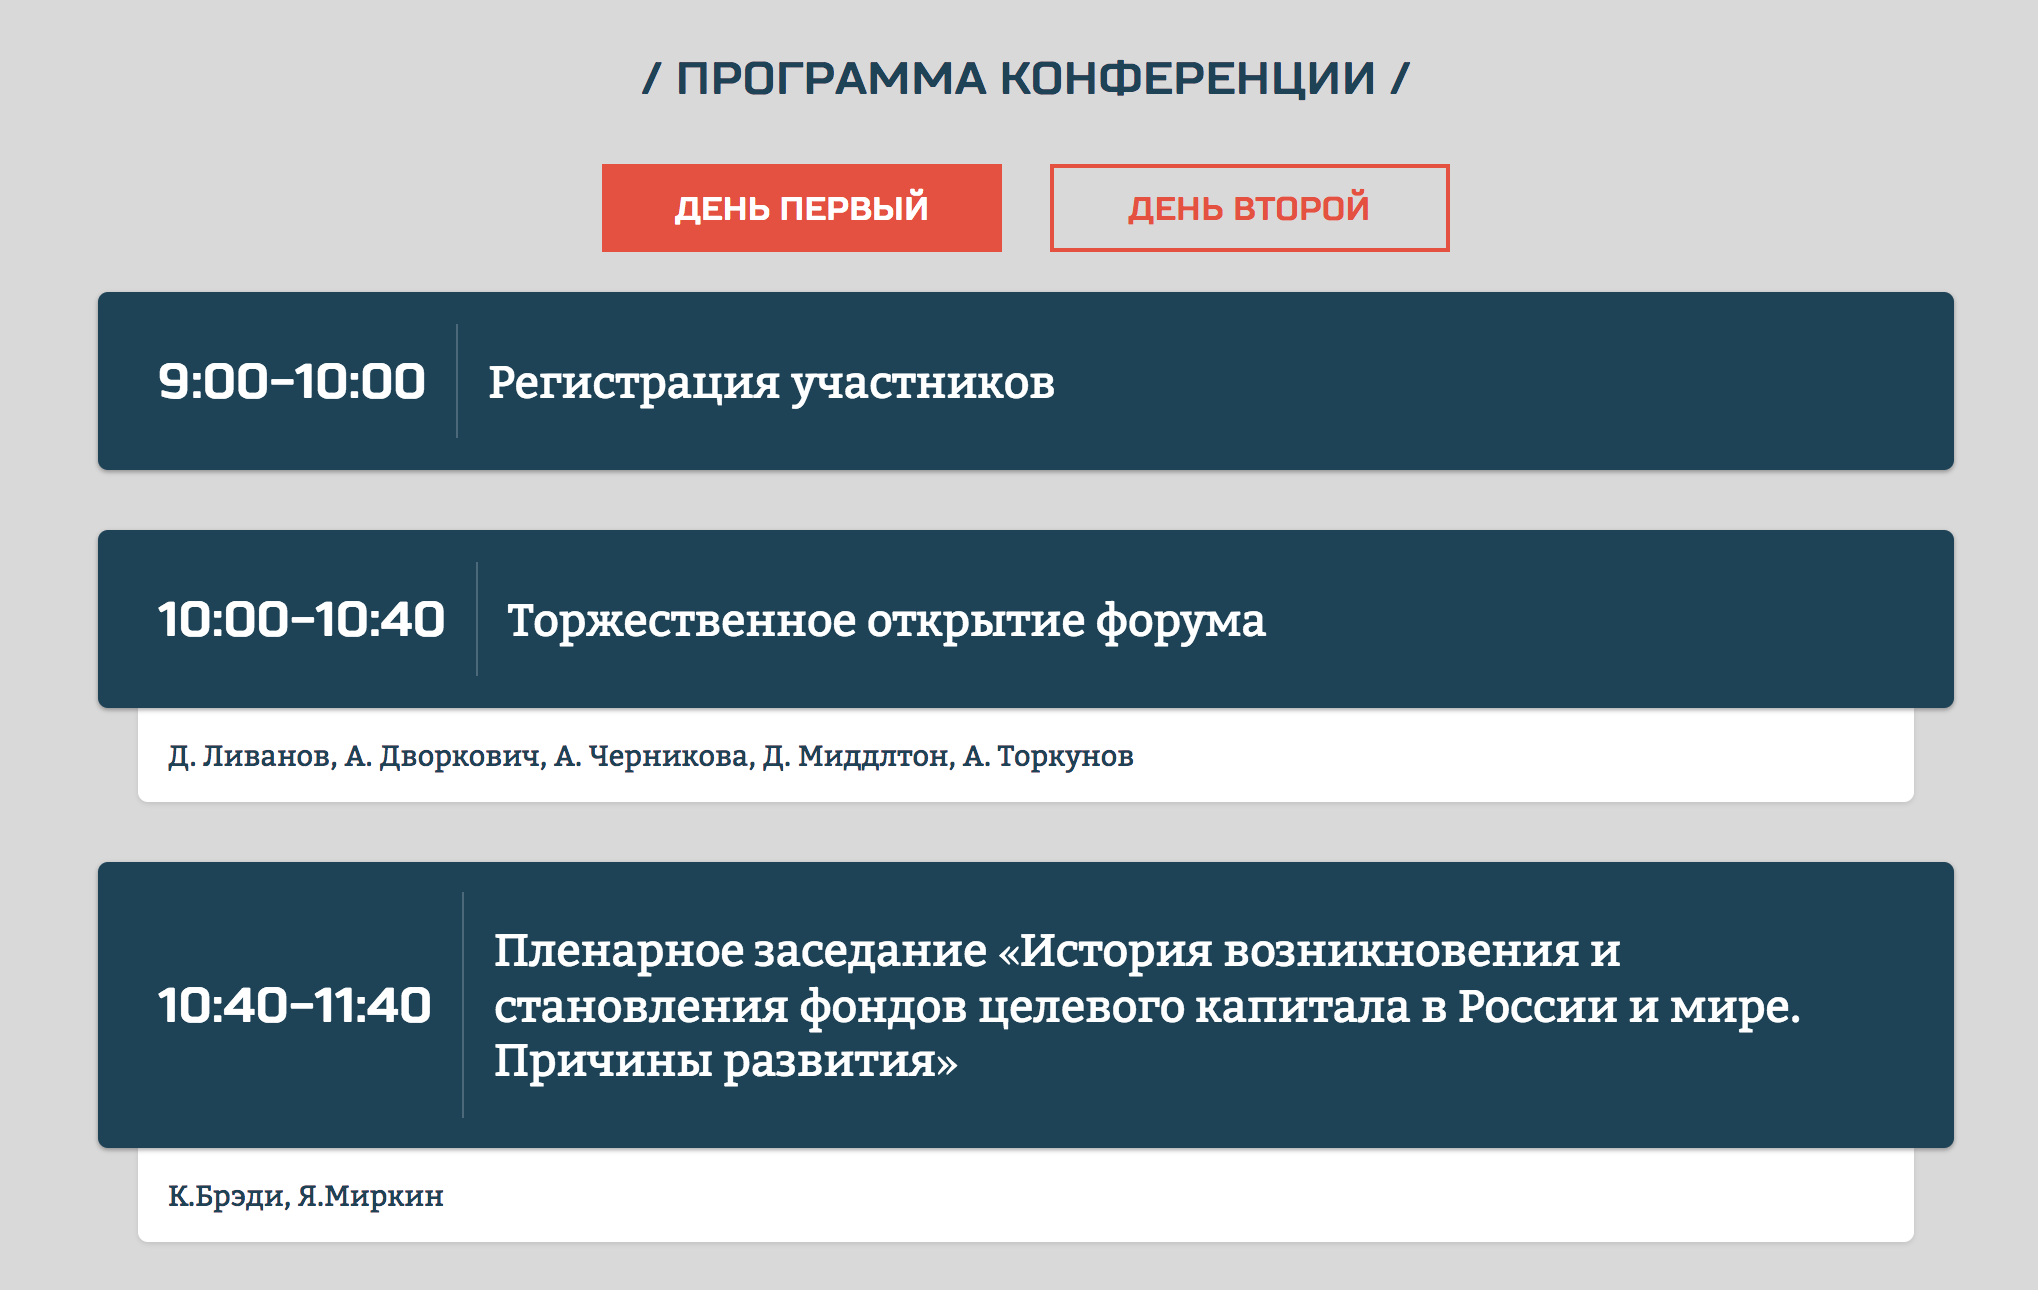 / ПРОГРАММА КОНФЕРЕНЦИИ /
ДЕНЬ ПЕРВЫЙ
ДЕНЬ ВТОРОЙ
9:00–10:00
Регистрация участников
10:00–10:40
Торжественное открытие форума
Д. Ливанов, А. Дворкович, А. Черникова, Д. Миддлтон, А. Торкунов
10:40–11:40
Пленарное заседание «История возникновения и
становления фондов целевого капитала в России и мире.
Причины развития»
К.Брэди, Я.Миркин